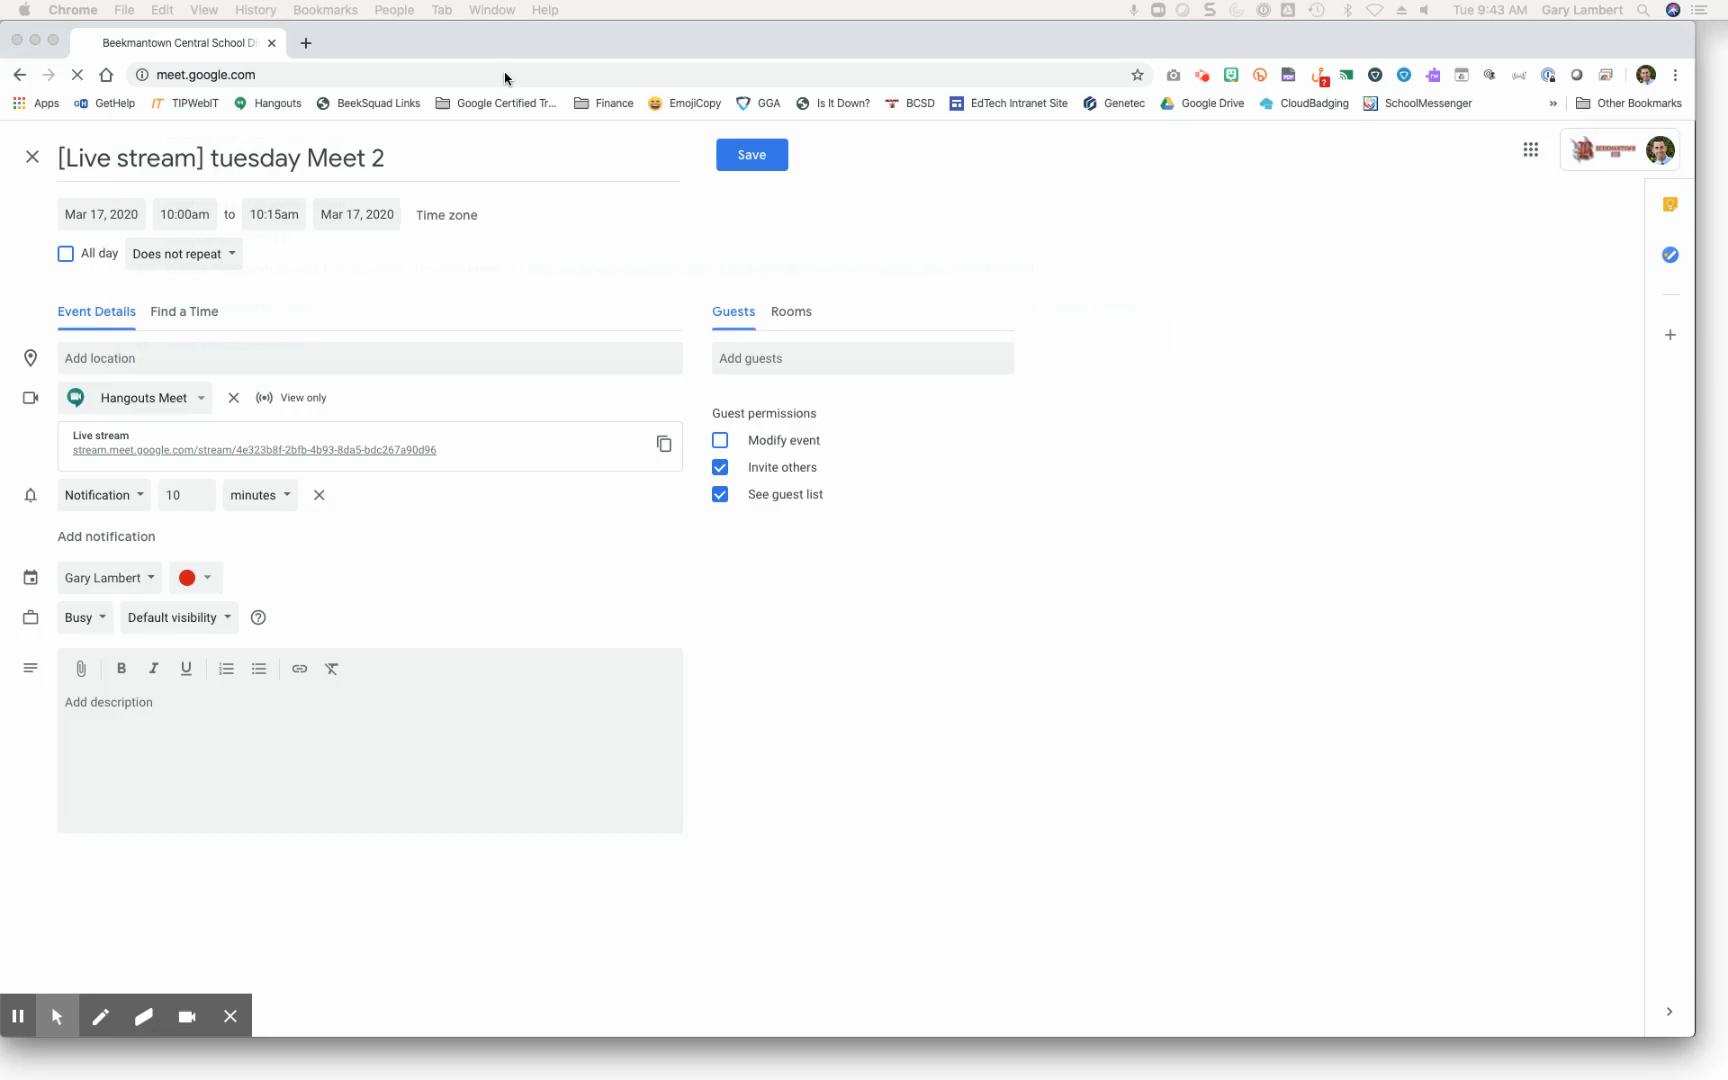 Chrome File Edit View History Bookmarks People Tab Window Help Tue 9:43 AM Gary Lambert
Beekmantown Central School Di
meet.google.com
Apps GetHelp TIPWebIT Hangouts BeekSquad Links Google Certified Tr... Finance EmojiCopy GGA Is It Down? BCSD EdTech Intranet Site Genetec Google Drive CloudBadging SchoolMessenger » Other Bookmarks
[Live stream] tuesday Meet 2
Save
Mar 17, 2020 10:00am to 10:15am Mar 17, 2020 Time zone
All day Does not repeat
Event Details Find a Time
Guests Rooms
Add location
Add guests
Hangouts Meet View only
Live stream
stream.meet.google.com/stream/4e323b8f-2bfb-4b93-8da5-bdc267a90d96
Guest permissions
Modify event
Invite others
See guest list
Notification 10 minutes
Add notification
Gary Lambert
Busy Default visibility
B I U
Add description